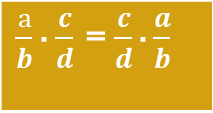 a/b · c/d = c/d · a/b